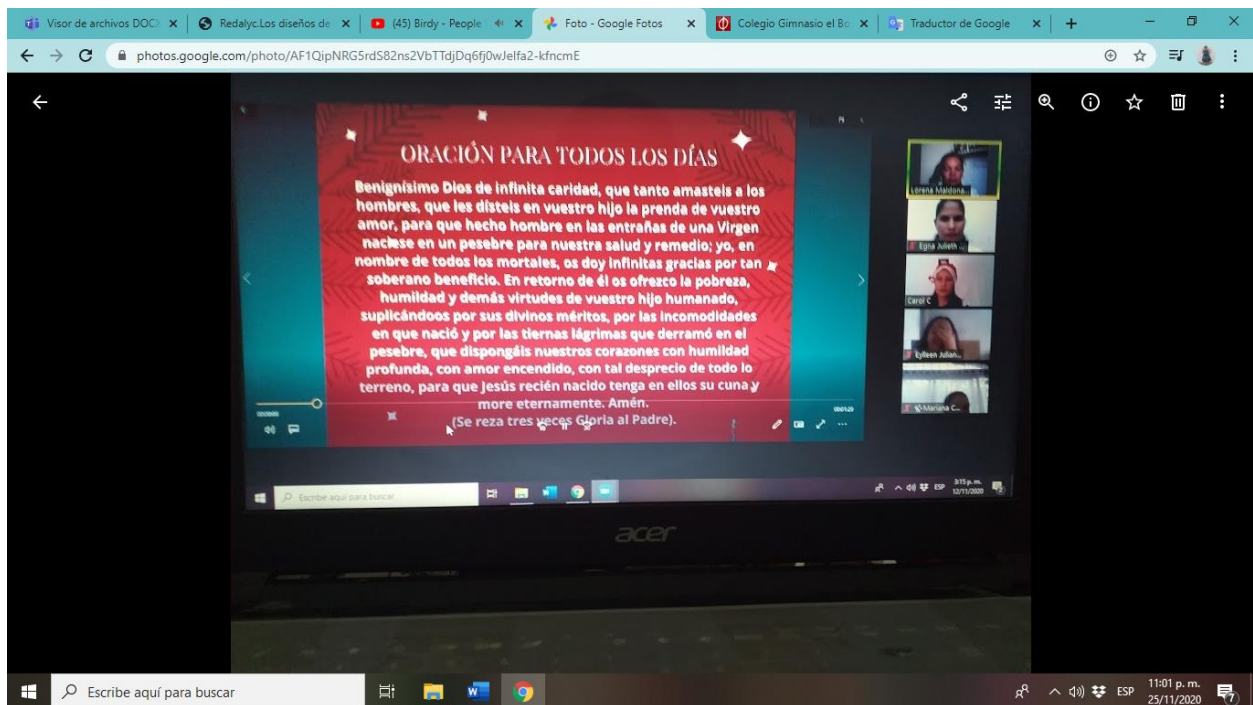 Visor de archivos DOC
Redalyc.Los diseños de
(45) Birdy - People
Foto - Google Fotos
Colegio Gimnasio el Bo
Traductor de Google
photos.google.com/photo/AF1QipNRG5rdS82ns2VbTTdjDq6fj0wJelfa2-kfncmE
ORACIÓN PARA TODOS LOS DÍAS
Benignísimo Dios de infinita caridad, que tanto amasteis a los
hombres, que les dísteis en vuestro hijo la prenda de vuestro
amor, para que hecho hombre en las entrañas de una Virgen
naciese en un pesebre para nuestra salud y remedio; yo, en
nombre de todos los mortales, os doy infinitas gracias por tan
soberano beneficio. En retorno de él os ofrezco la pobreza,
humildad y demás virtudes de vuestro hijo humanado,
suplicándoos por sus divinos méritos, por las incomodidades
en que nació y por las tiernas lágrimas que derramó en el
pesebre, que dispongáis nuestros corazones con humildad
profunda, con amor encendido, con tal desprecio de todo lo
terreno, para que Jesús recién nacido tenga en ellos su cuna y
more eternamente. Amén.
(Se reza tres veces Gloria al Padre).
Lorena Maldona...
Egna Julieth ...
Carol C
Eylleen Julian...
Mariana C...
Escribe aquí para buscar
ESP
3:15 p. m.
12/11/2020
acer
Escribe aquí para buscar
ESP
11:01 p. m.
25/11/2020
7